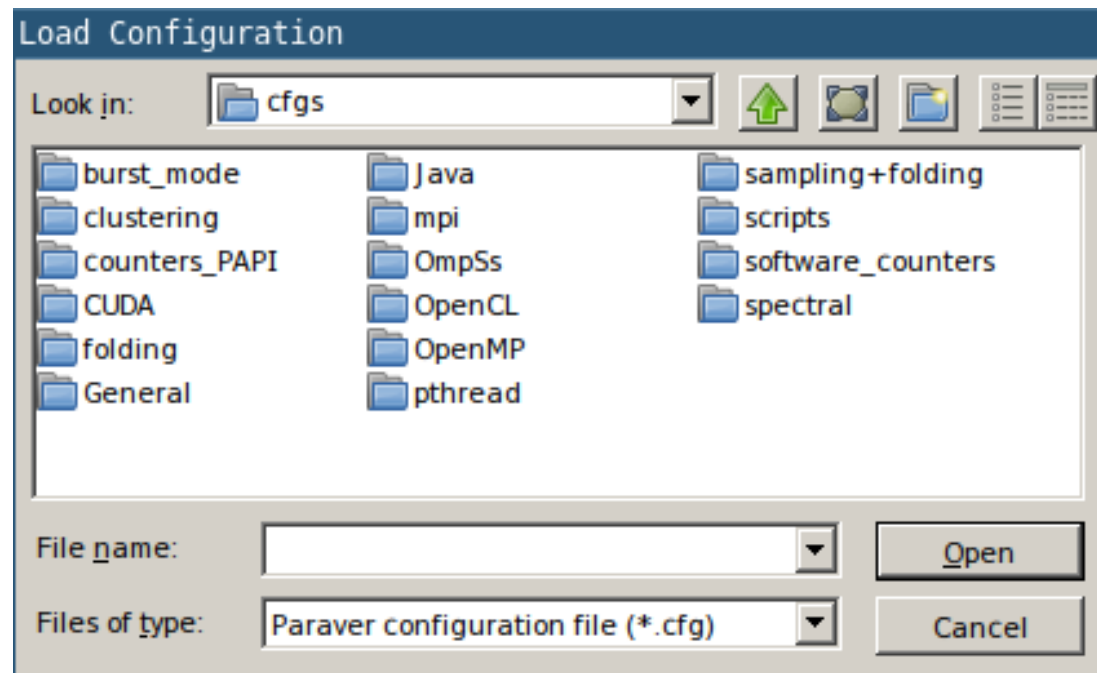 Load Configuration
Look in: cfgs
burst_mode Java sampling+folding
clustering mpi scripts
counters_PAPI OmpSs software_counters
CUDA OpenCL spectral
folding OpenMP
General pthread
File name: Open
Files of type: Paraver configuration file (*.cfg) Cancel